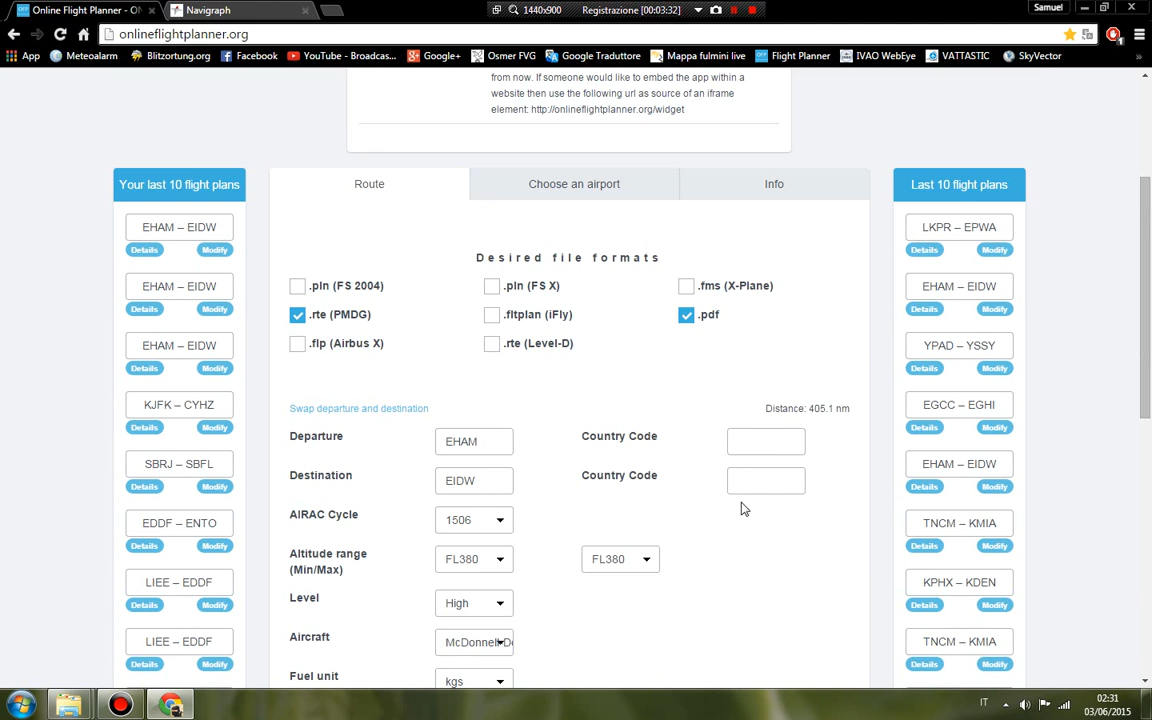 Online Flight Planner - ON
Navigraph
1440x900
Registrazione [00:03:32]
Samuel
onlineflightplanner.org
App
Meteoalarm
Blitzortung.org
Facebook
YouTube - Broadcas...
Google+
Osmer FVG
Google Traduttore
Mappa fulmini live
Flight Planner
IVAO WebEye
VATTASTIC
SkyVector
»
from now. If someone would like to embed the app within a
website then use the following url as source of an iframe
element: http://onlineflightplanner.org/widget
Your last 10 flight plans
EHAM – EIDW
Details Modify
EHAM – EIDW
Details Modify
EHAM – EIDW
Details Modify
KJFK – CYHZ
Details Modify
SBRJ – SBFL
Details Modify
EDDF – ENTO
Details Modify
LIEE – EDDF
Details Modify
LIEE – EDDF
Details Modify
Route
Choose an airport
Info
Desired file formats
.pln (FS 2004)
.pln (FS X)
.fms (X-Plane)
.rte (PMDG)
.fltplan (iFly)
.pdf
.flp (Airbus X)
.rte (Level-D)
Swap departure and destination
Distance: 405.1 nm
Departure
EHAM
Country Code
Destination
EIDW
Country Code
AIRAC Cycle
1506
Altitude range
(Min/Max)
FL380
FL380
Level
High
Aircraft
McDonnell-Do
Fuel unit
kgs
Last 10 flight plans
LKPR – EPWA
Details Modify
EHAM – EIDW
Details Modify
YPAD – YSSY
Details Modify
EGCC – EGHI
Details Modify
EHAM – EIDW
Details Modify
TNCM – KMIA
Details Modify
KPHX – KDEN
Details Modify
TNCM – KMIA
Details Modify
IT
02:31
03/06/2015